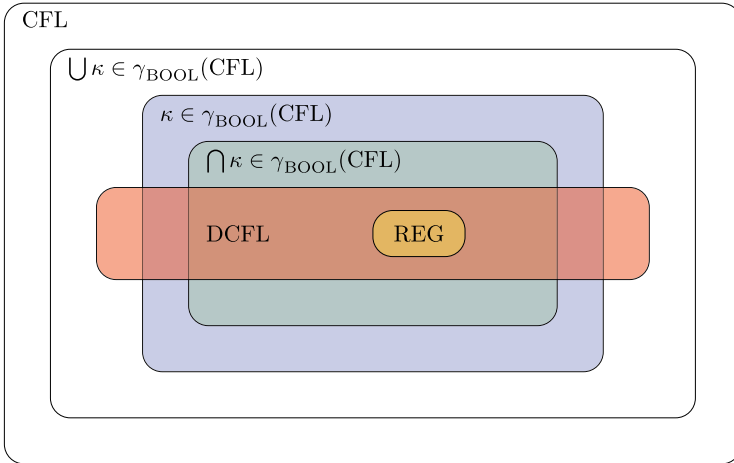 CFL
⋃ κ ∈ γ_BOOL(CFL)
κ ∈ γ_BOOL(CFL)
⋂ κ ∈ γ_BOOL(CFL)
DCFL REG